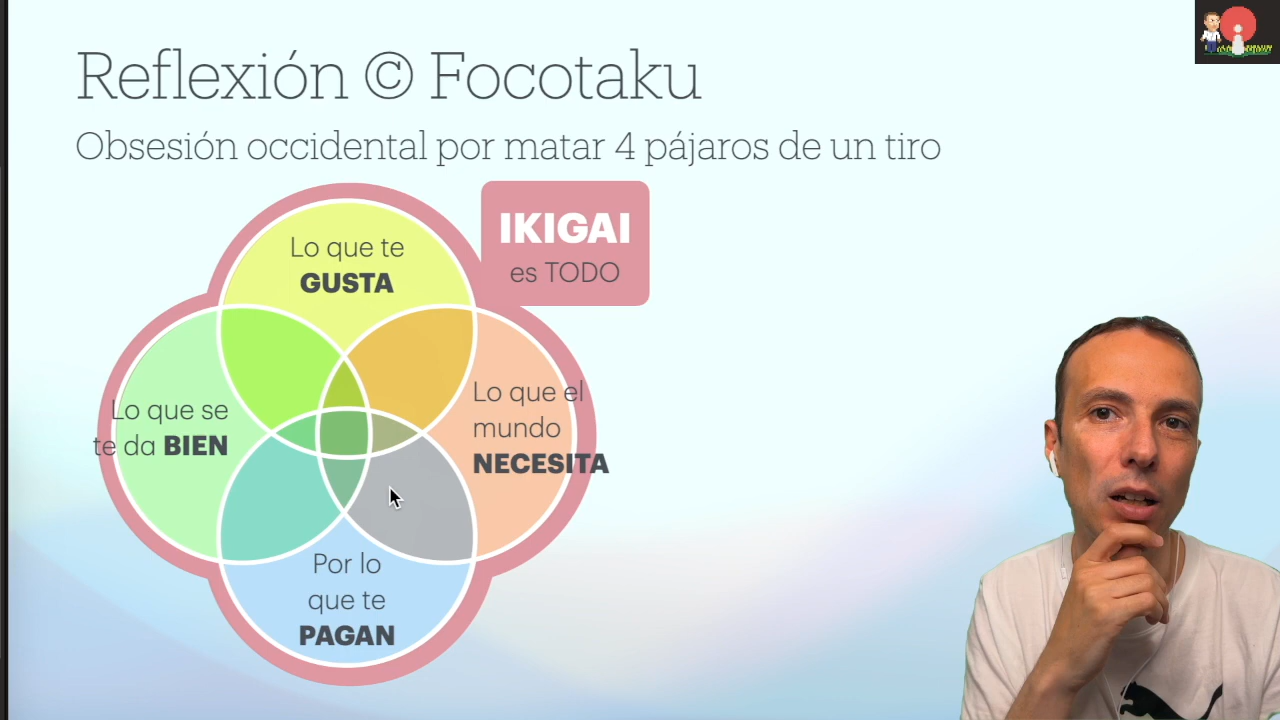 Reflexión © Focotaku
Obsesión occidental por matar 4 pájaros de un tiro
IKIGAI
es TODO
Lo que te
GUSTA
Lo que se
te da BIEN
Lo que el
mundo
NECESITA
Por lo
que te
PAGAN